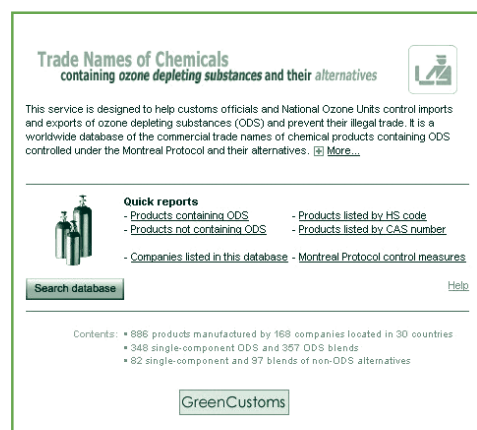 Trade Names of Chemicals
containing ozone depleting substances and their alternatives
This service is designed to help customs officials and National Ozone Units control imports
and exports of ozone depleting substances (ODS) and prevent their illegal trade. It is a
worldwide database of the commercial trade names of chemical products containing ODS
controlled under the Montreal Protocol and their alternatives. More...
Quick reports
- Products containing ODS - Products listed by HS code
- Products not containing ODS - Products listed by CAS number
- Companies listed in this database - Montreal Protocol control measures
Search database Help
Contents: • 886 products manufactured by 168 companies located in 30 countries
• 348 single-component ODS and 357 ODS blends
• 82 single-component and 97 blends of non-ODS alternatives
GreenCustoms